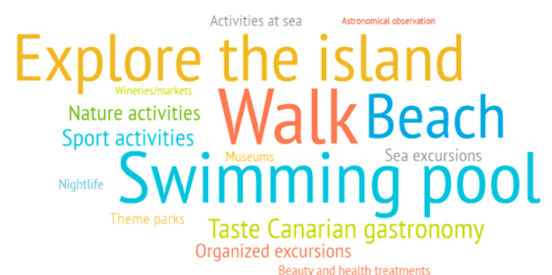 Activities at sea
Astronomical observation
Explore the island
Wineries/markets
Nature activities
Walk
Beach
Sport activities
Museums
Sea excursions
Nightlife
Swimming pool
Theme parks
Taste Canarian gastronomy
Organized excursions
Beauty and health treatments